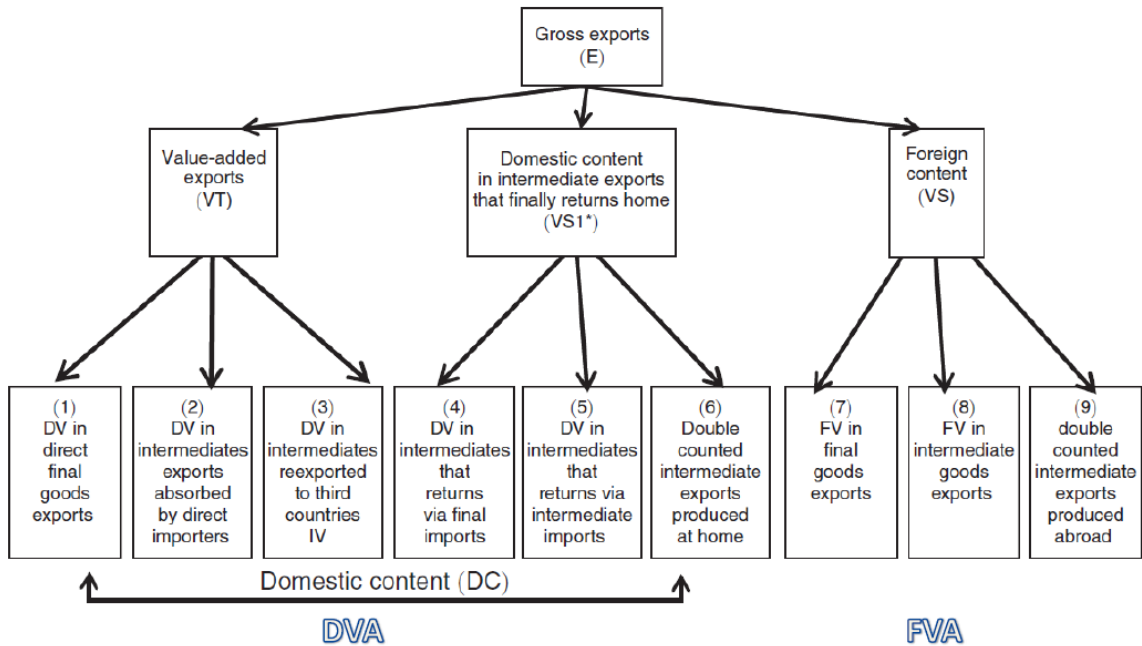 Gross exports
(E)
Value-added
exports
(VT)
Domestic content
in intermediate exports
that finally returns home
(VS1*)
Foreign
content
(VS)
(1)
DV in
direct
final
goods
exports
(2)
DV in
intermediates
exports
absorbed
by direct
importers
(3)
DV in
intermediates
reexported
to third
countries
IV
(4)
DV in
intermediates
that
returns
via final
imports
(5)
DV in
intermediates
that
returns via
intermediate
imports
(6)
Double
counted
intermediate
exports
produced
at home
(7)
FV in
final
goods
exports
(8)
FV in
intermediate
goods
exports
(9)
double
counted
intermediate
exports
produced
abroad
Domestic content (DC)
DVA
FVA